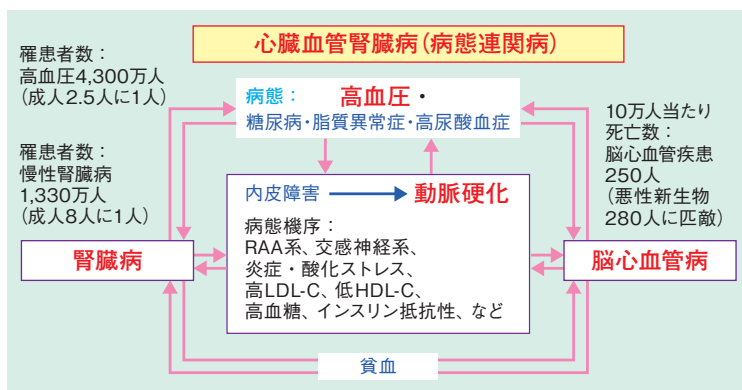 心臓血管腎臓病（病態連関病）
罹患者数：
高血圧4,300万人
（成人2.5人に1人）
罹患者数：
慢性腎臓病
1,330万人
（成人8人に1人）
病態： 高血圧・
糖尿病・脂質異常症・高尿酸血症
10万人当たり
死亡数：
脳心血管疾患
250人
（悪性新生物
280人に匹敵）
内皮障害 動脈硬化
病態機序：
RAA系、交感神経系、
炎症・酸化ストレス、
高LDL-C、低HDL-C、
高血糖、インスリン抵抗性、など
腎臓病
脳心血管病
貧血